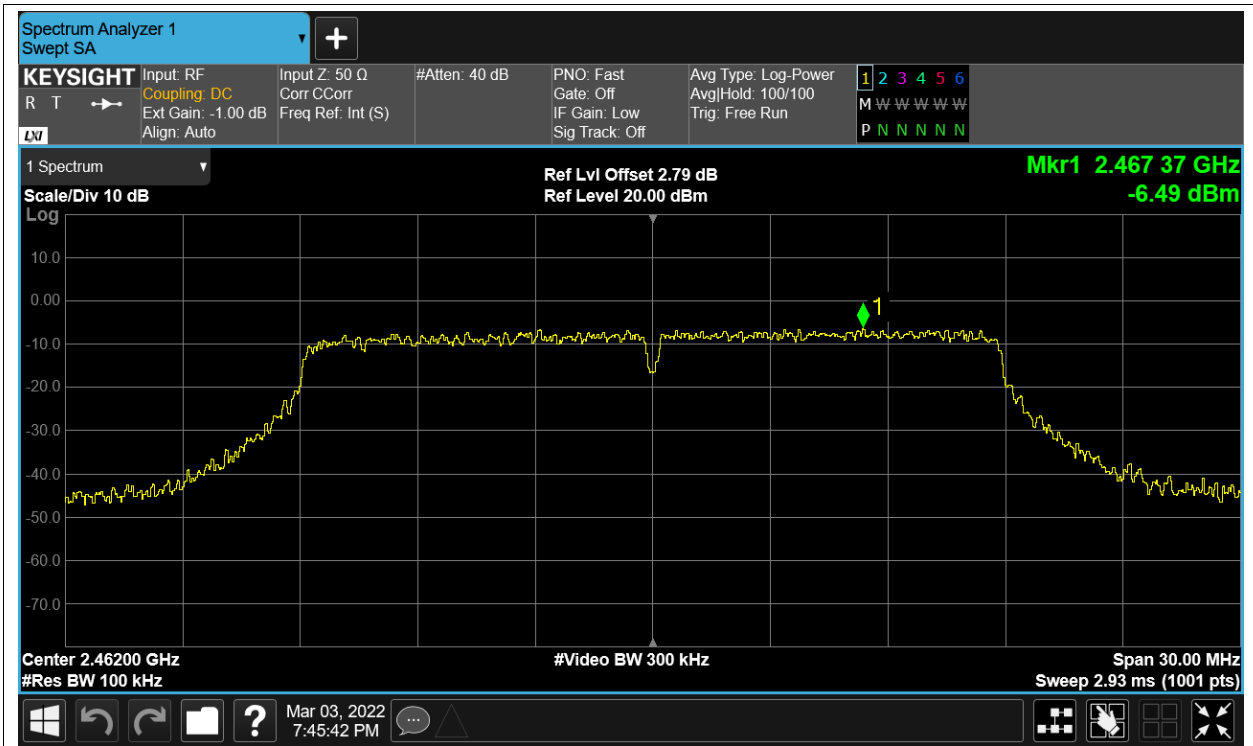 Spectrum Analyzer 1
Swept SA
KEYSIGHT
R T
LXI
Input: RF
Coupling: DC
Ext Gain: -1.00 dB
Align: Auto
Input Z: 50 Ω
Corr CCorr
Freq Ref: Int (S)
#Atten: 40 dB
PNO: Fast
Gate: Off
IF Gain: Low
Sig Track: Off
Avg Type: Log-Power
Avg|Hold: 100/100
Trig: Free Run
1 2 3 4 5 6
M W W W W W
P N N N N N
1 Spectrum
Scale/Div 10 dB
Log
Ref Lvl Offset 2.79 dB
Ref Level 20.00 dBm
Mkr1 2.467 37 GHz
-6.49 dBm
10.0
0.00
1
-10.0
-20.0
-30.0
-40.0
-50.0
-60.0
-70.0
Center 2.46200 GHz
#Video BW 300 kHz
Span 30.00 MHz
#Res BW 100 kHz
Sweep 2.93 ms (1001 pts)
?
Mar 03, 2022
7:45:42 PM